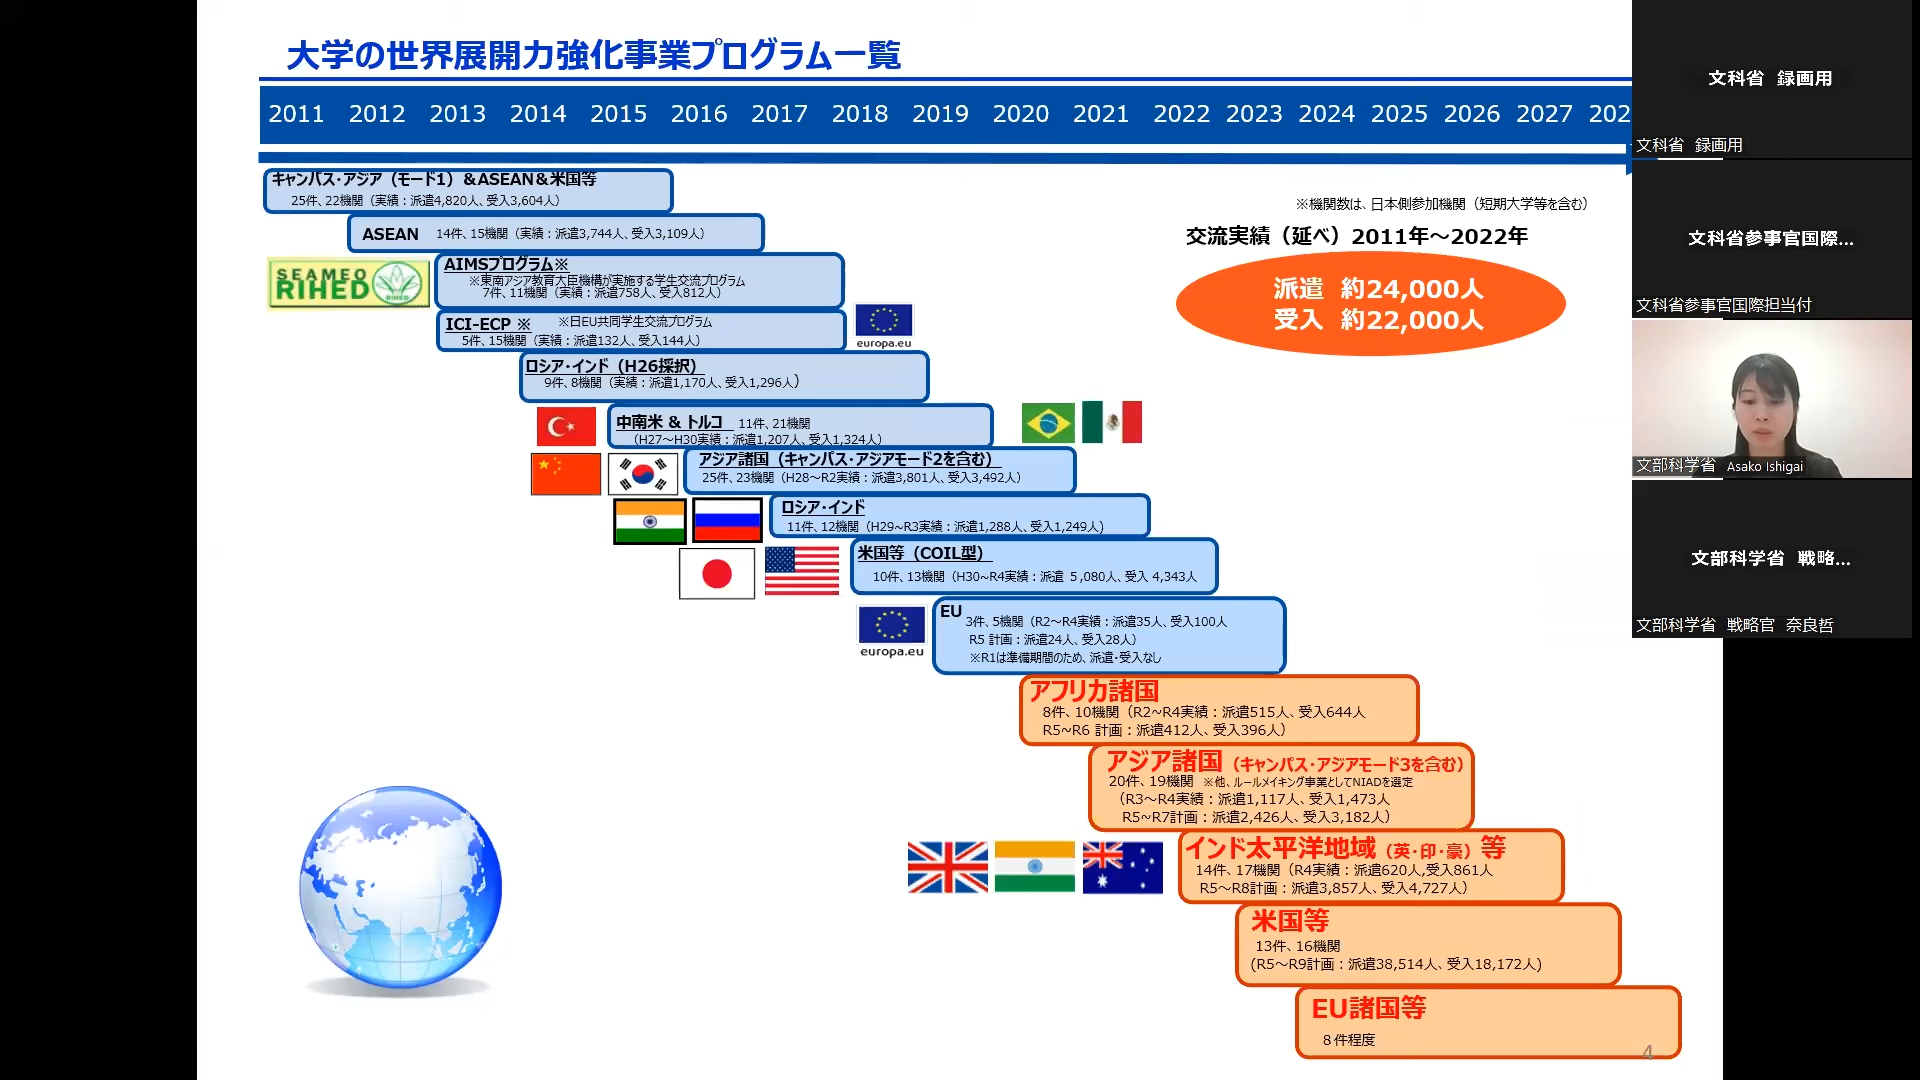 大学の世界展開力強化事業プログラム一覧
2011 2012 2013 2014 2015 2016 2017 2018 2019 2020 2021 2022 2023 2024 2025 2026 2027 202
キャンパス・アジア（モード1）＆ASEAN＆米国等
25件、22機関（実績：派遣4,820人、受入3,604人）
ASEAN 14件、15機関（実績：派遣3,744人、受入3,109人）
SEAMEO
RIHED
RIHED
AIMSプログラム※
※東南アジア教育大臣機構が実施する学生交流プログラム
7件、11機関（実績：派遣758人、受入812人）
ICI-ECP ※ ※日EU共同学生交流プログラム
5件、15機関（実績：派遣132人、受入144人）
europa.eu
ロシア・インド（H26採択）
9件、8機関（実績：派遣1,170人、受入1,296人）
中南米 & トルコ 11件、21機関
（H27～H30実績：派遣1,207人、受入1,324人）
アジア諸国（キャンパス・アジアモード2を含む）
25件、23機関（H28～R2実績：派遣3,801人、受入3,492人）
ロシア・インド
11件、12機関（H29~R3実績：派遣1,288人、受入1,249人)
米国等（COIL型）
10件、13機関（H30~R4実績：派遣 ５,080人、受入 4,343人
europa.eu
EU
3件、5機関（R2～R4実績：派遣35人、受入100人
R5 計画：派遣24人、受入28人）
※R1は準備期間のため、派遣・受入なし
アフリカ諸国
8件、10機関（R2~R4実績：派遣515人、受入644人
R5~R6 計画：派遣412人、受入396人）
アジア諸国（キャンパス・アジアモード3を含む）
20件、19機関 ※他、ルールメイキング事業としてNIADを選定
（R3～R4実績：派遣1,117人、受入1,473人
R5~R7計画：派遣2,426人、受入3,182人）
インド太平洋地域（英・印・豪）等
14件、17機関（R4実績：派遣620人,受入861人
R5～R8計画：派遣3,857人、受入4,727人）
米国等
13件、16機関
(R5～R9計画：派遣38,514人、受入18,172人)
EU諸国等
８件程度
4
※機関数は、日本側参加機関（短期大学等を含む）
交流実績（延べ）2011年～2022年
派遣 約24,000人
受入 約22,000人
文科省 録画用
文科省 録画用
文科省参事官国際...
文科省参事官国際担当付
文部科学省 Asako Ishigai
文部科学省 戦略...
文部科学省 戦略官 奈良哲